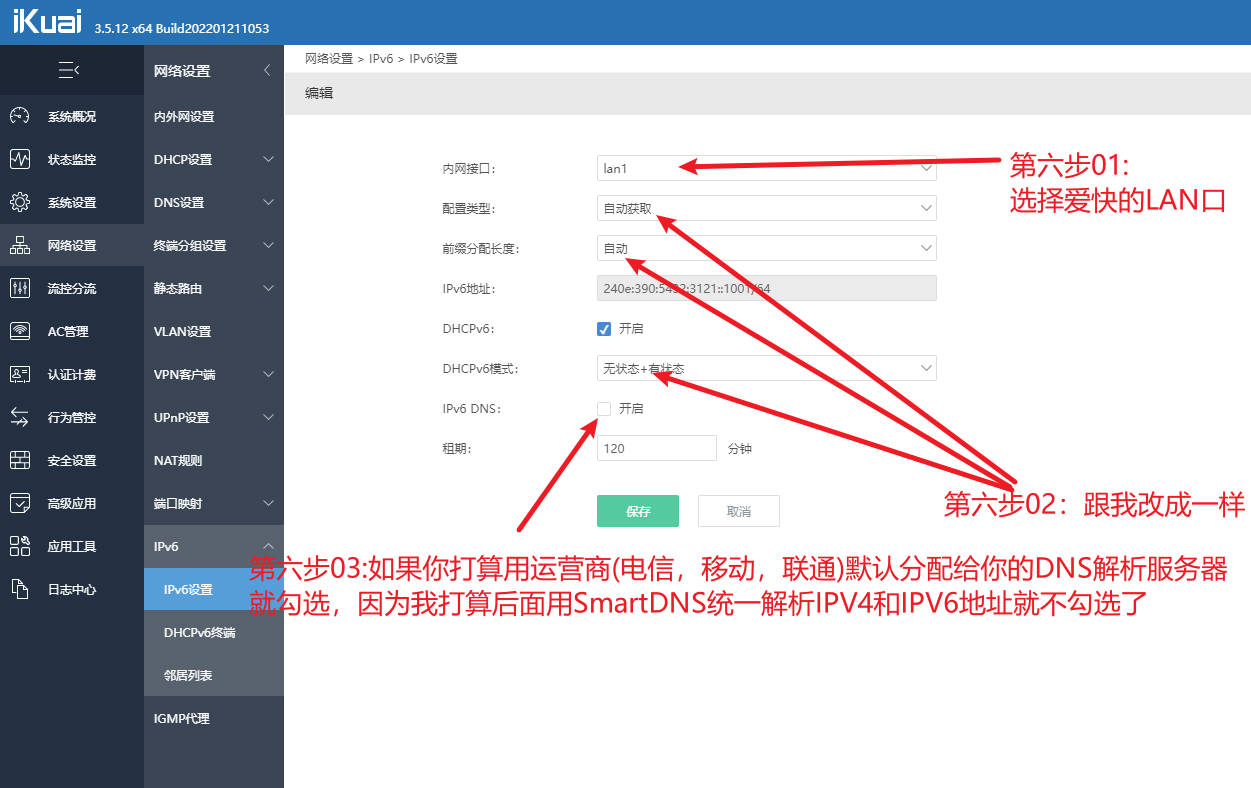 iKuai 3.5.12 x64 Build202201211053
网络设置
网络设置 > IPv6 > IPv6设置
编辑
系统概况
状态监控
系统设置
网络设置
流控分流
AC管理
认证计费
行为管控
安全设置
高级应用
应用工具
日志中心
内外网设置
DHCP设置
DNS设置
终端分组设置
静态路由
VLAN设置
VPN客户端
UPnP设置
NAT规则
端口映射
IPv6
IPv6设置
DHCPv6终端
邻居列表
IGMP代理
内网接口: lan1
配置类型: 自动获取
前缀分配长度: 自动
IPv6地址: 240e:390:5432:3121::1001/64
DHCPv6: 开启
DHCPv6模式: 无状态+有状态
IPv6 DNS: 开启
租期: 120 分钟
保存 取消
第六步01:
选择爱快的LAN口
第六步02：跟我改成一样
第六步03:如果你打算用运营商(电信，移动，联通)默认分配给你的DNS解析服务器
就勾选，因为我打算后面用SmartDNS统一解析IPV4和IPV6地址就不勾选了